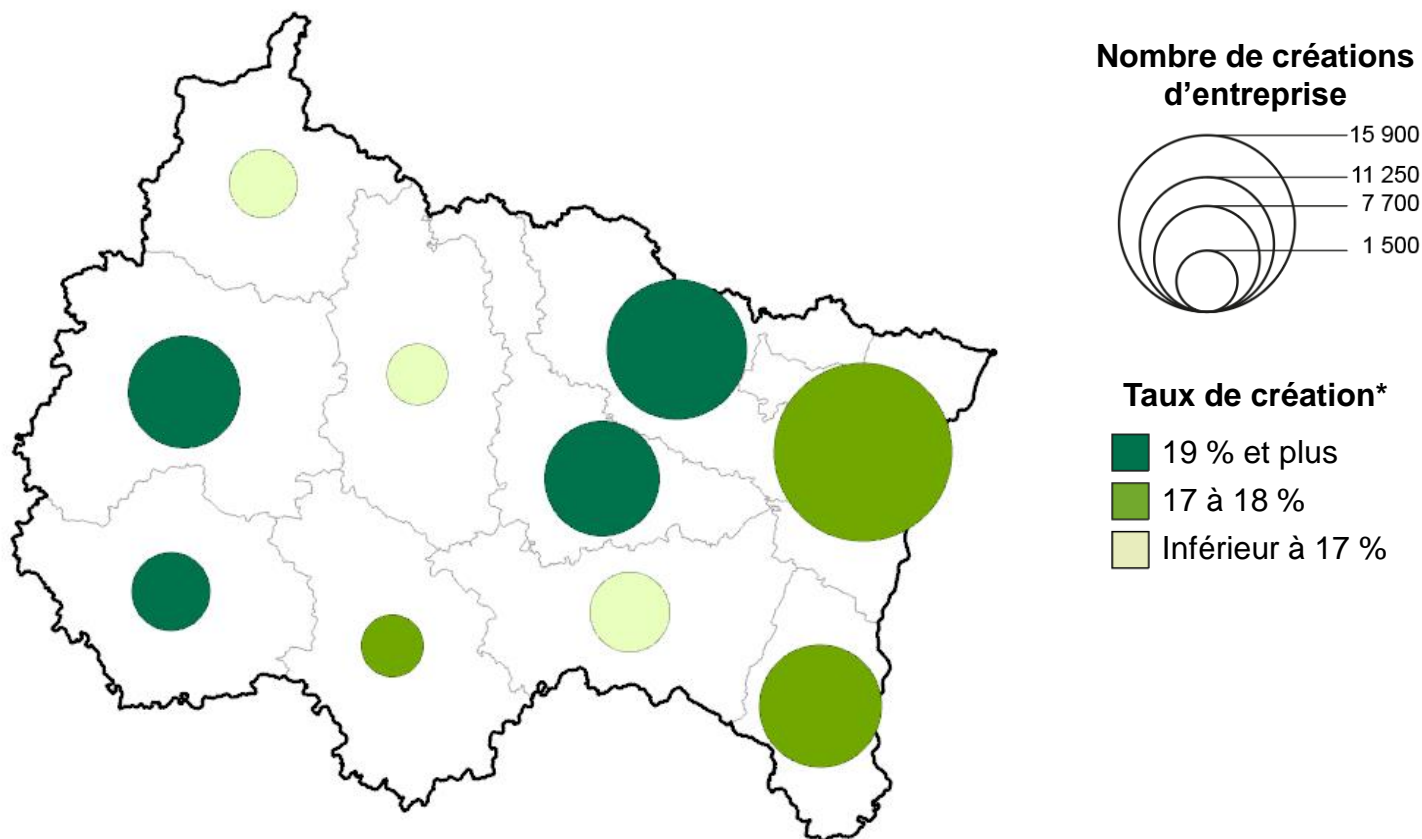 Nombre de créations
d’entreprise
15 900
11 250
7 700
1 500
Taux de création*
19 % et plus
17 à 18 %
Inférieur à 17 %